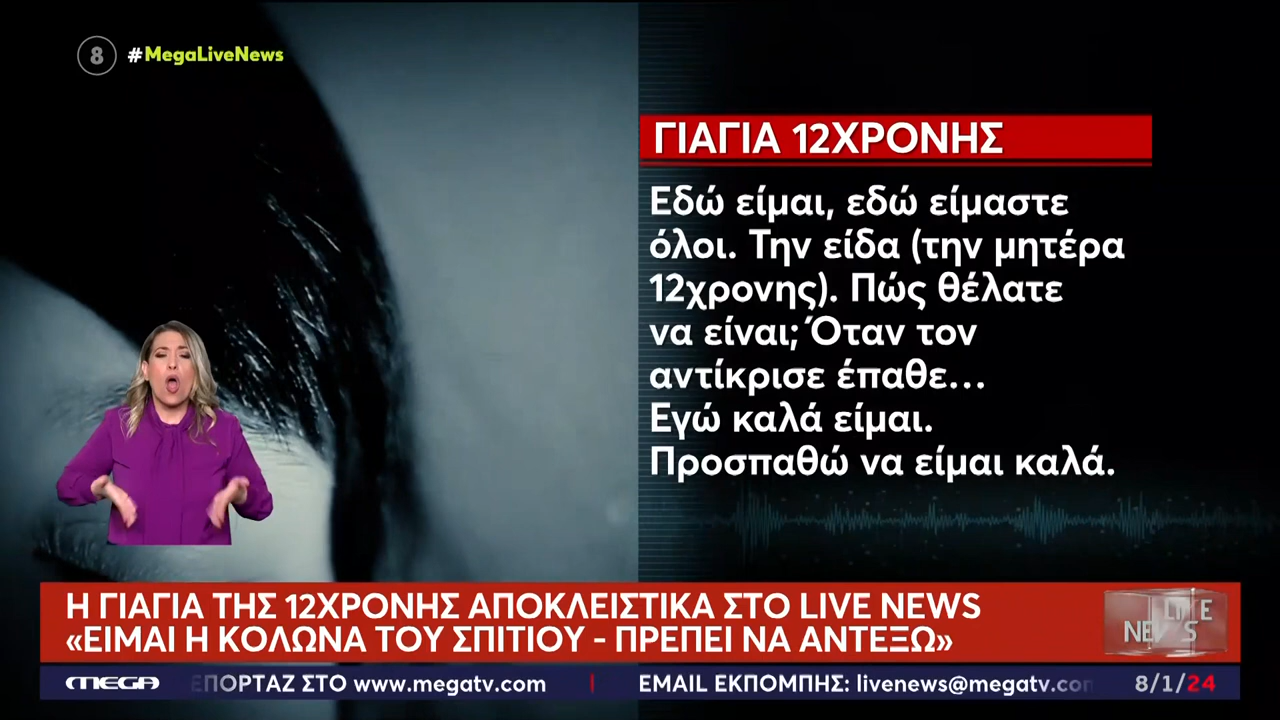 8 #MegaLiveNews
ΓΙΑΓΙΑ 12ΧΡΟΝΗΣ
Εδώ είμαι, εδώ είμαστε
όλοι. Την είδα (την μητέρα
12χρονης). Πώς θέλατε
να είναι; Όταν τον
αντίκρισε έπαθε...
Εγώ καλά είμαι.
Προσπαθώ να είμαι καλά.
Η ΓΙΑΓΙΑ ΤΗΣ 12ΧΡΟΝΗΣ ΑΠΟΚΛΕΙΣΤΙΚΑ ΣΤΟ LIVE NEWS
«ΕΙΜΑΙ Η ΚΟΛΩΝΑ ΤΟΥ ΣΠΙΤΙΟΥ - ΠΡΕΠΕΙ ΝΑ ΑΝΤΕΞΩ»
LIVE
NEWS
MEGA ΕΠΟΡΤΑΖ ΣΤΟ www.megatv.com | EMAIL ΕΚΠΟΜΠΗΣ: livenews@megatv.com 8/1/24